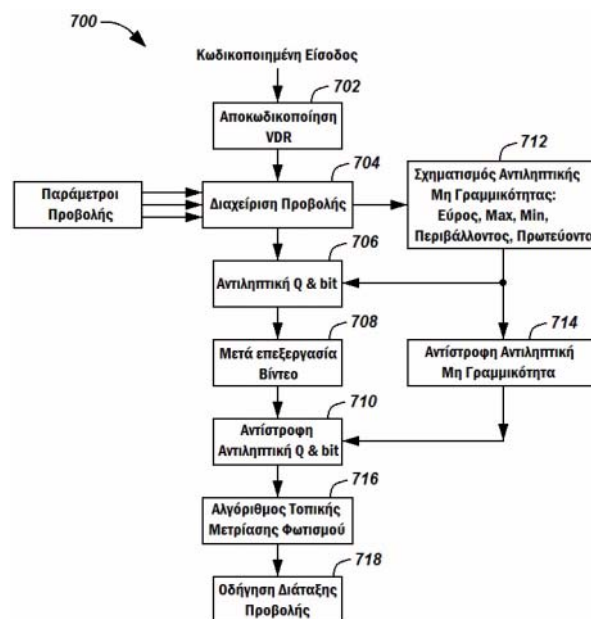 700
Κωδικοποιημένη Είσοδος
702
Αποκωδικοποίηση
VDR
704
Παράμετροι
Προβολής
Διαχείριση Προβολής
712
Σχηματισμός Αντιληπτικής
Μη Γραμμικότητας:
Εύρος, Max, Min,
Περιβάλλοντος, Πρωτεύοντα
706
Αντιληπτική Q & bit
708
Μετά επεξεργασία
Βίντεο
714
Αντίστροφη Αντιληπτική
Μη Γραμμικότητα
710
Αντίστροφη
Αντιληπτική Q & bit
716
Αλγόριθμος Τοπικής
Μετρίασης Φωτισμού
718
Οδήγηση Διάταξης
Προβολής